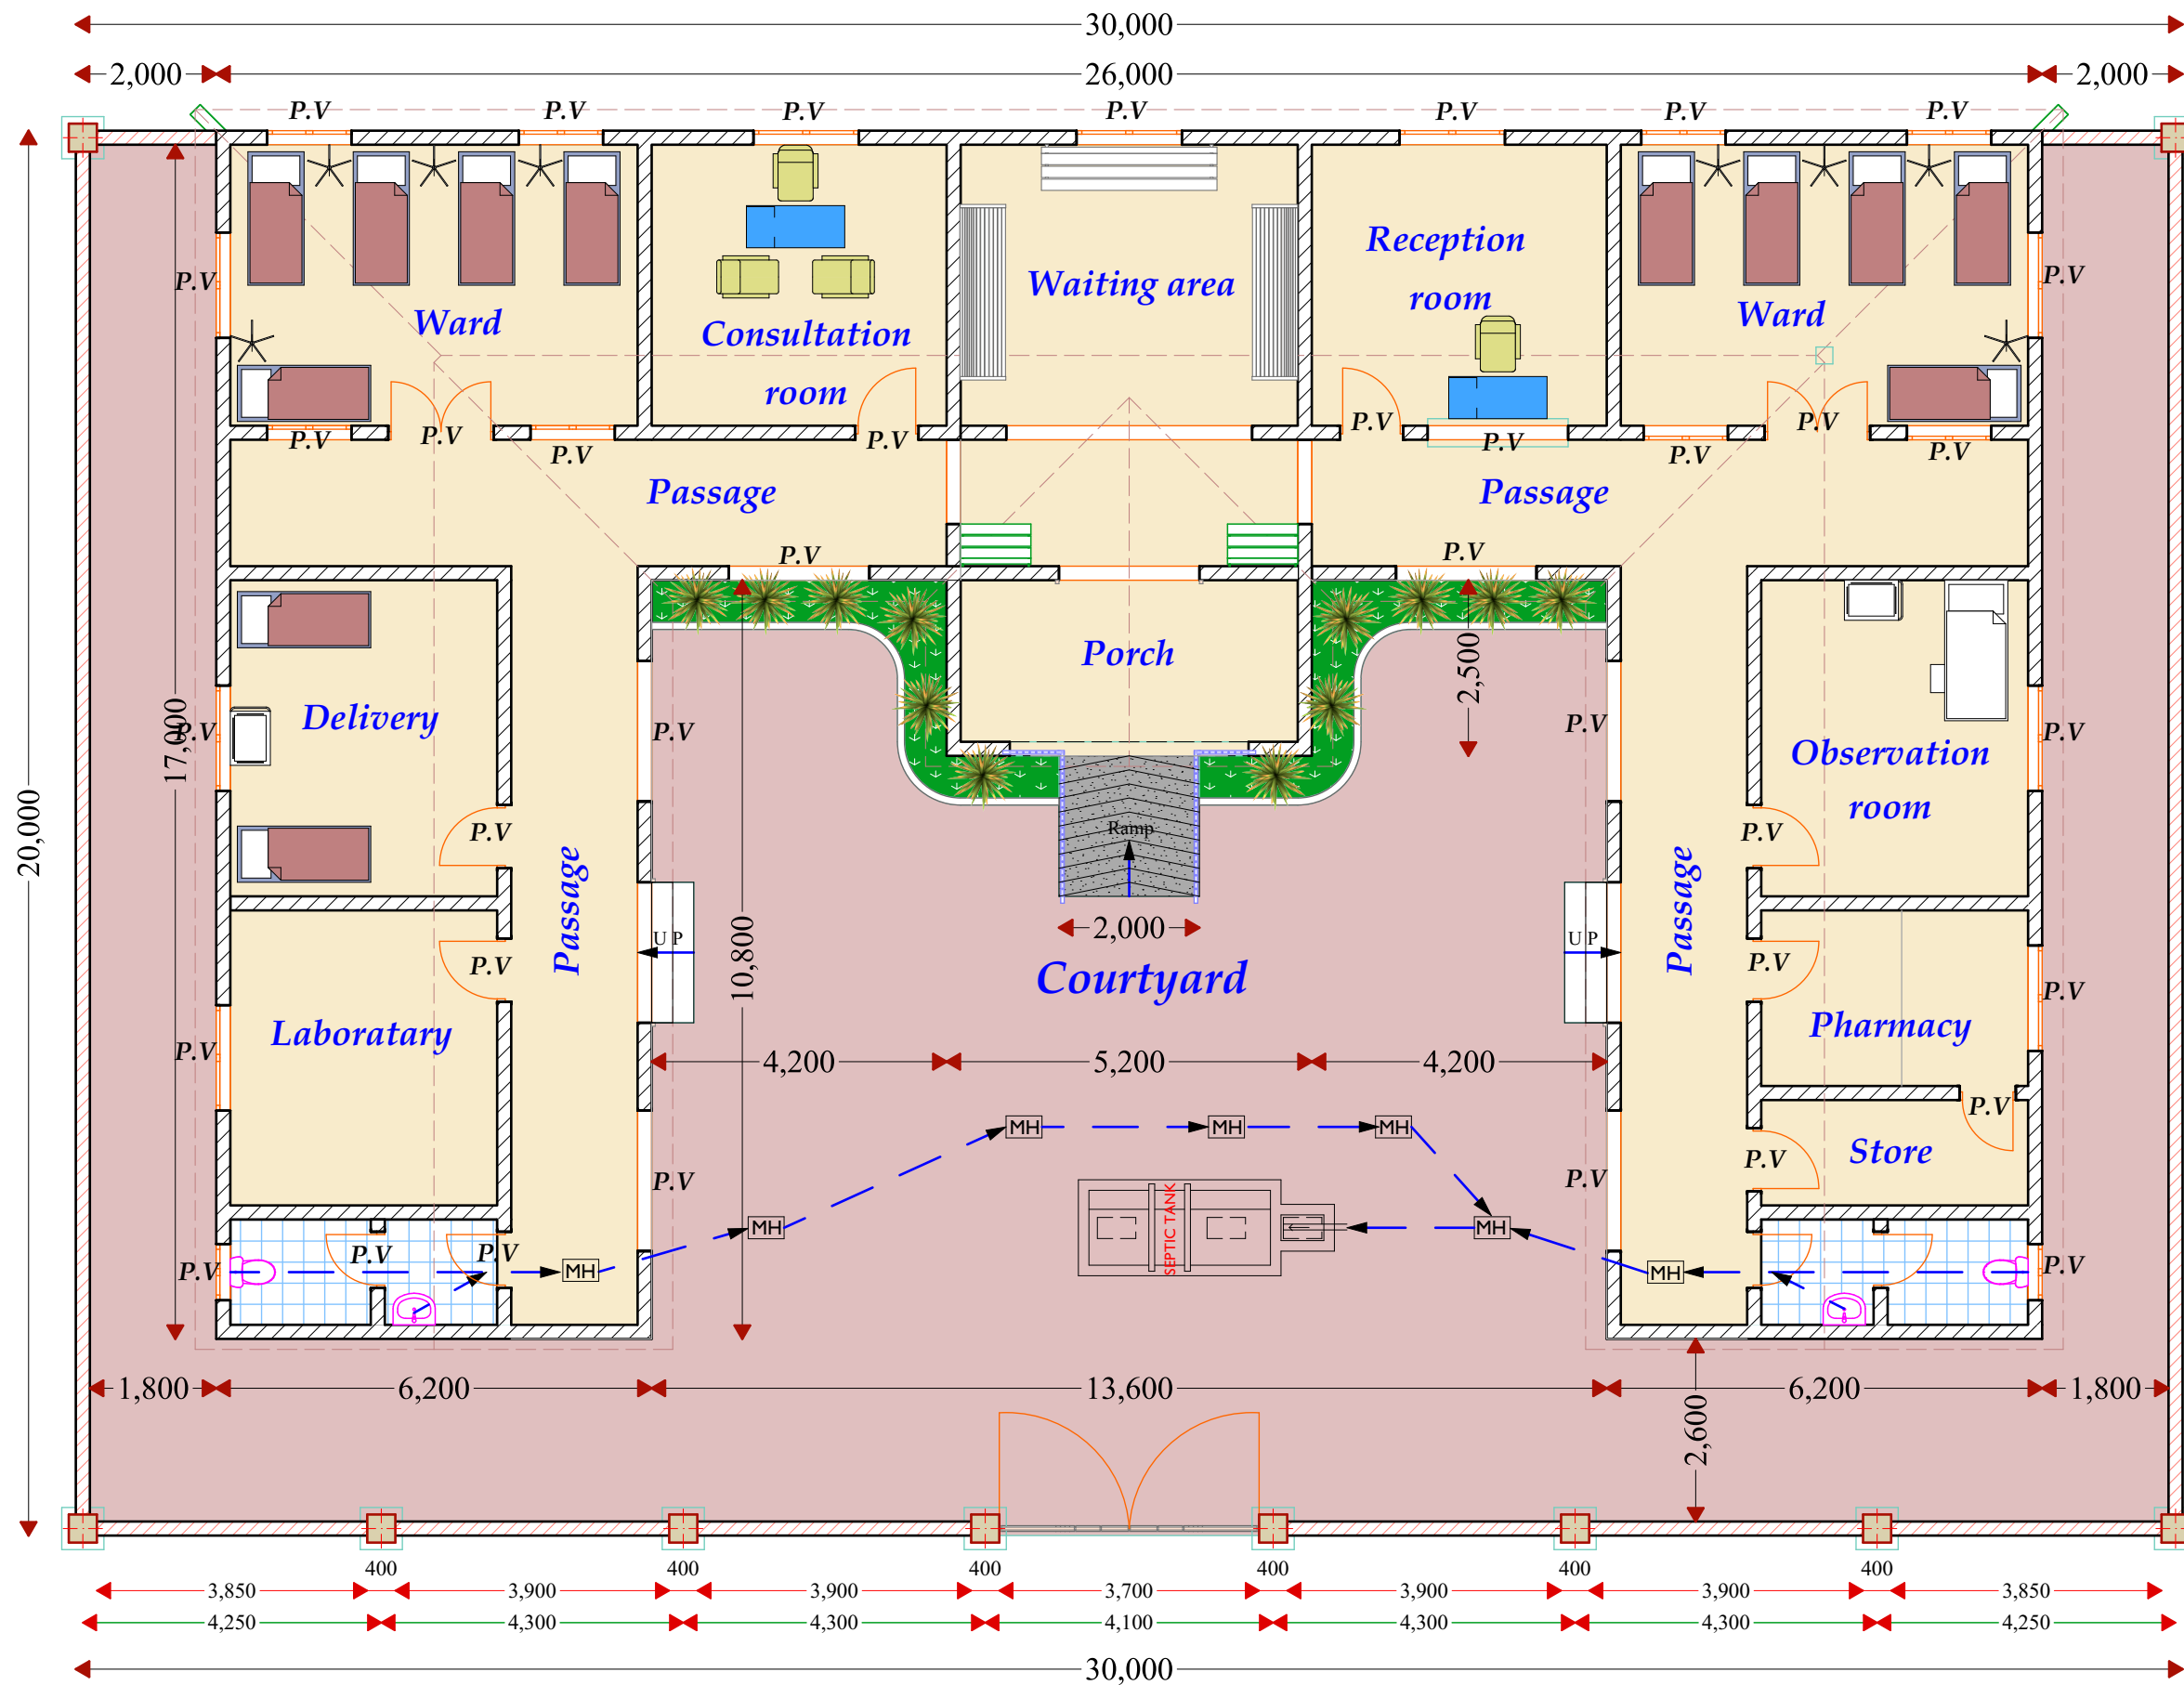 30,000
2,000 26,000 2,000
P.V P.V P.V P.V P.V P.V P.V
Reception
room
P.V Waiting area P.V
Ward Consultation
room Ward
P.V P.V P.V P.V P.V
P.V P.V P.V P.V P.V
Passage Passage
P.V P.V
Porch 2,500
Delivery
17,000 P.V P.V P.V P.V
Observation
room
20,000
P.V Ramp P.V
Passage Passage
2,000
UP UP
10,800
Courtyard
P.V P.V P.V
Laboratary Pharmacy
P.V
4,200 5,200 4,200
P.V
MH MH MH
Store
P.V P.V P.V
SEPTIC TANK
MH MH
P.V P.V
P.V MH MH P.V
1,800 6,200 13,600 6,200 1,800
2,600
400 400 400 400 400 400
3,850 3,900 3,900 3,700 3,900 3,900 3,850
4,250 4,300 4,300 4,100 4,300 4,300 4,250
30,000